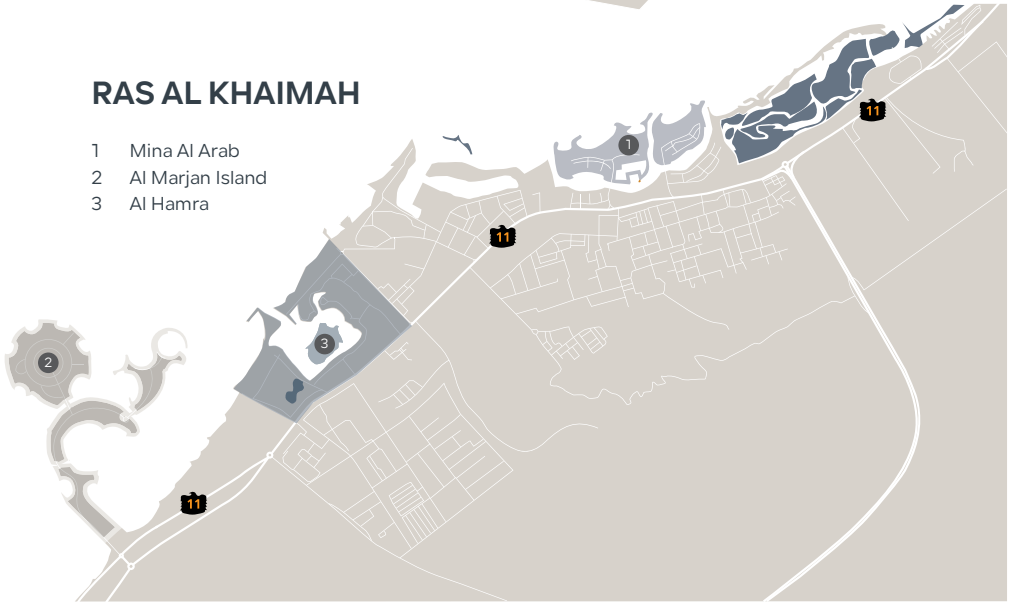 RAS AL KHAIMAH
1 Mina Al Arab
2 Al Marjan Island
3 Al Hamra
11
1
11
3
2
11